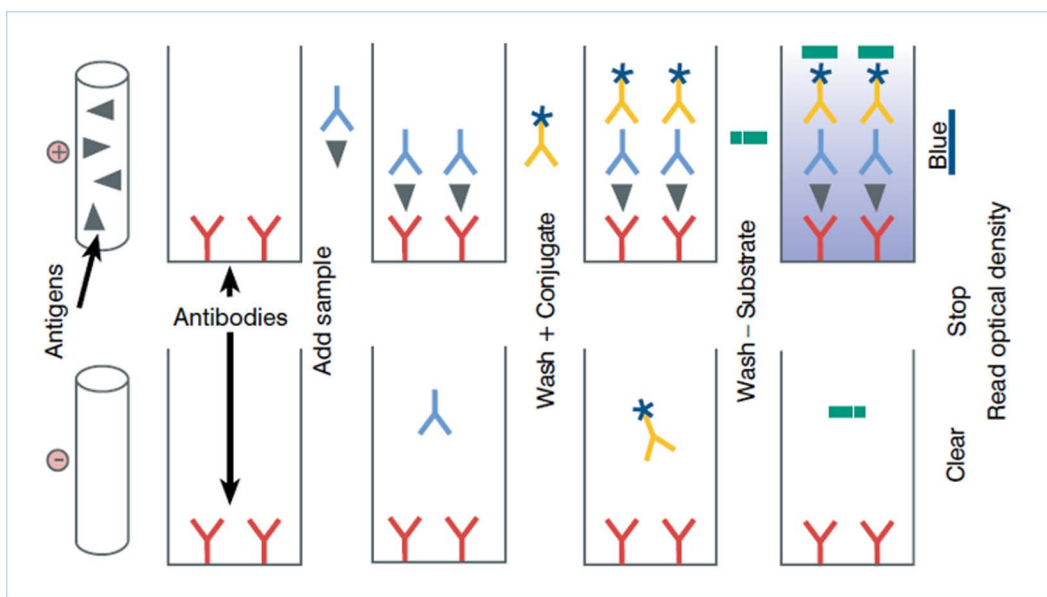 +
Antigens
Antibodies
Add sample
Wash + Conjugate
Wash – Substrate
Blue
Stop
Clear
Read optical density
-